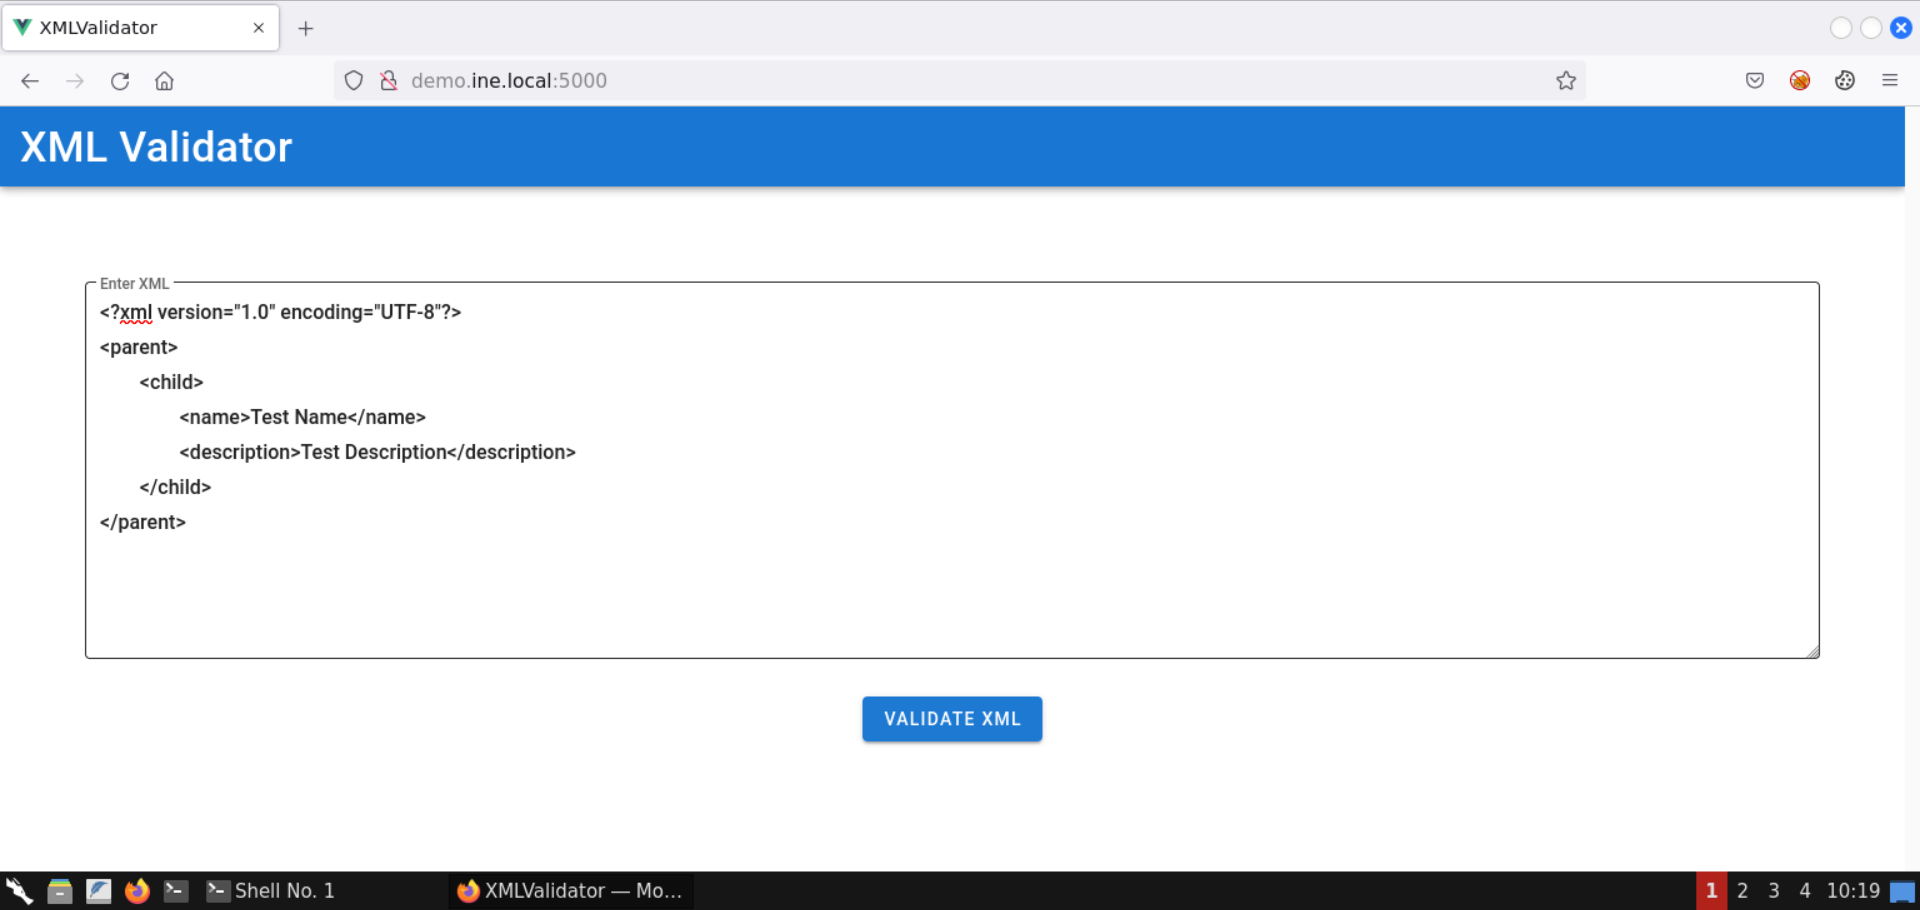 XMLValidator
demo.ine.local:5000
XML Validator
Enter XML
<?xml version="1.0" encoding="UTF-8"?>
<parent>
<child>
<name>Test Name</name>
<description>Test Description</description>
</child>
</parent>
VALIDATE XML
Shell No. 1
XMLValidator — Mo...
1 2 3 4 10:19